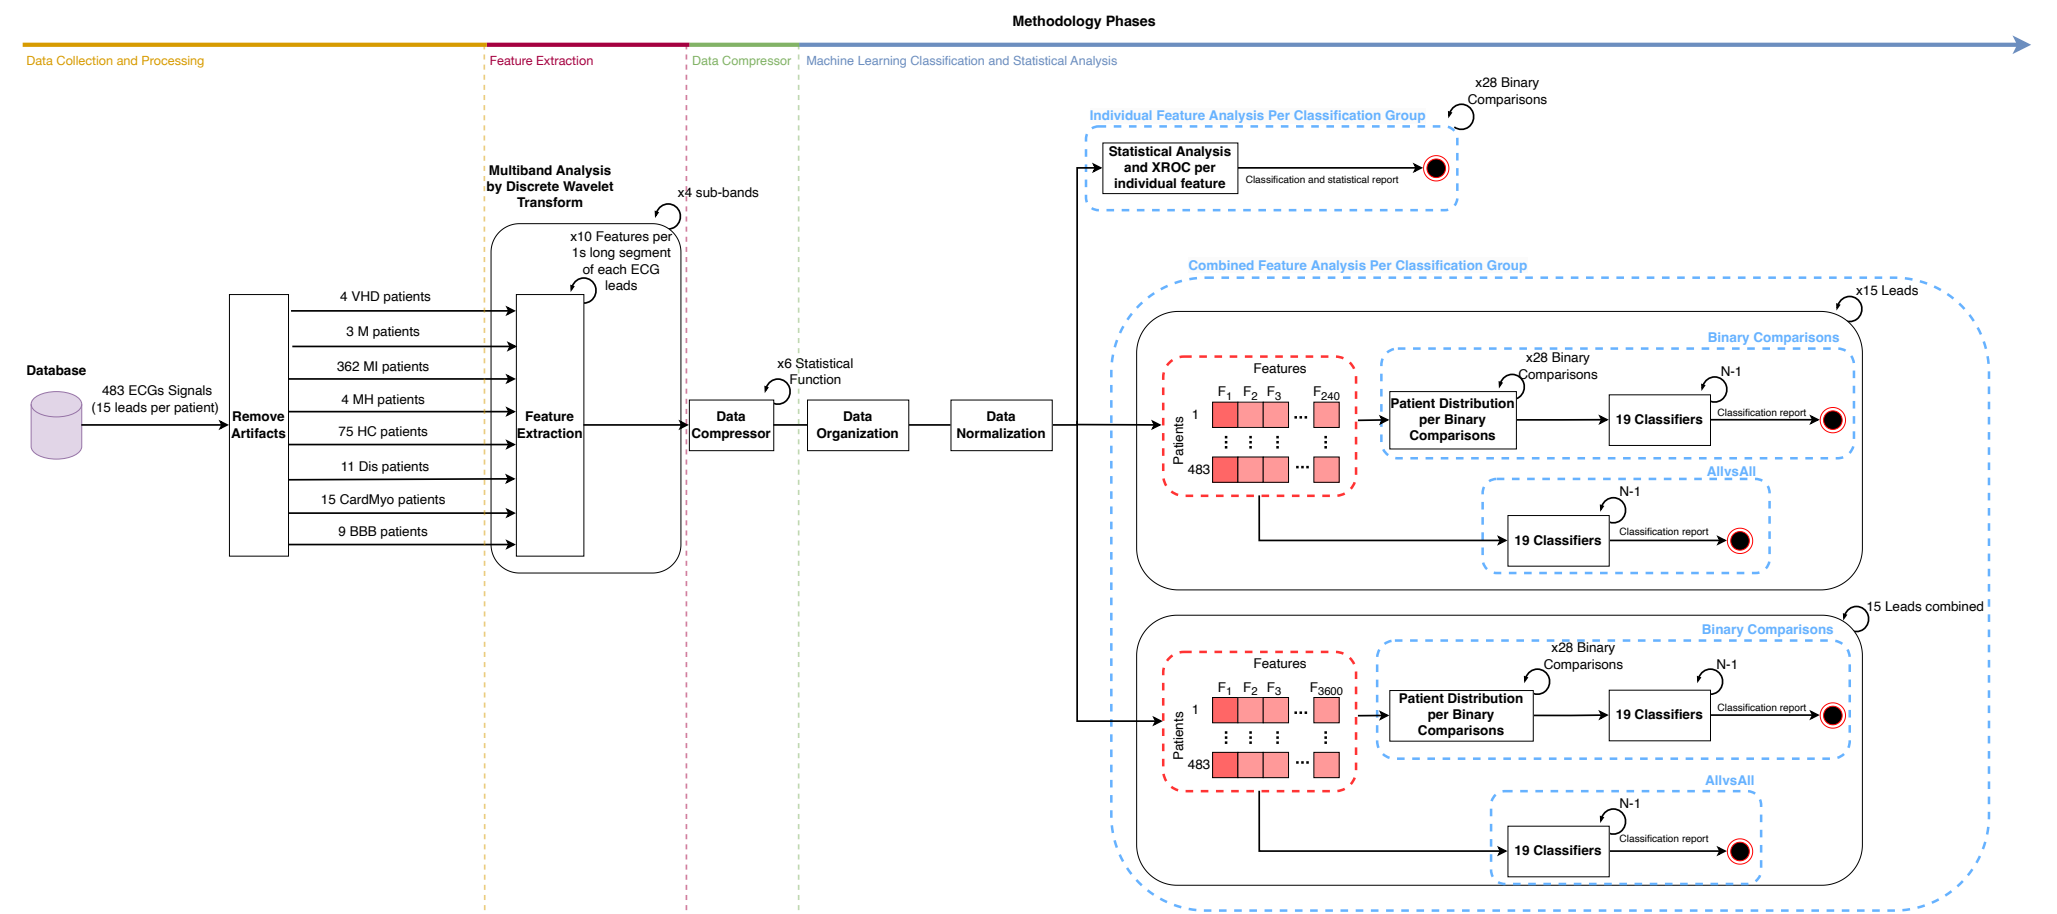 Methodology Phases
Data Collection and Processing
Feature Extraction
Data Compressor
Machine Learning Classification and Statistical Analysis
Database
483 ECGs Signals
(15 leads per patient)
Remove
Artifacts
4 VHD patients
3 M patients
362 MI patients
4 MH patients
75 HC patients
11 Dis patients
15 CardMyo patients
9 BBB patients
Multiband Analysis
by Discrete Wavelet
Transform
x4 sub-bands
x10 Features per
1s long segment
of each ECG
leads
Feature
Extraction
x6 Statistical
Function
Data
Compressor
Data
Organization
Data
Normalization
x28 Binary
Comparisons
Individual Feature Analysis Per Classification Group
Statistical Analysis
and XROC per
individual feature
Classification and statistical report
Combined Feature Analysis Per Classification Group
x15 Leads
Features
F1 F2 F3 F240
Patients
1
... 
483
...
Binary Comparisons
x28 Binary
Comparisons
Patient Distribution
per Binary
Comparisons
N-1
19 Classifiers
Classification report
AllvsAll
N-1
19 Classifiers
Classification report
15 Leads combined
Features
F1 F2 F3 F3600
Patients
1
...
483
...
Binary Comparisons
x28 Binary
Comparisons
Patient Distribution
per Binary
Comparisons
N-1
19 Classifiers
Classification report
AllvsAll
N-1
19 Classifiers
Classification report